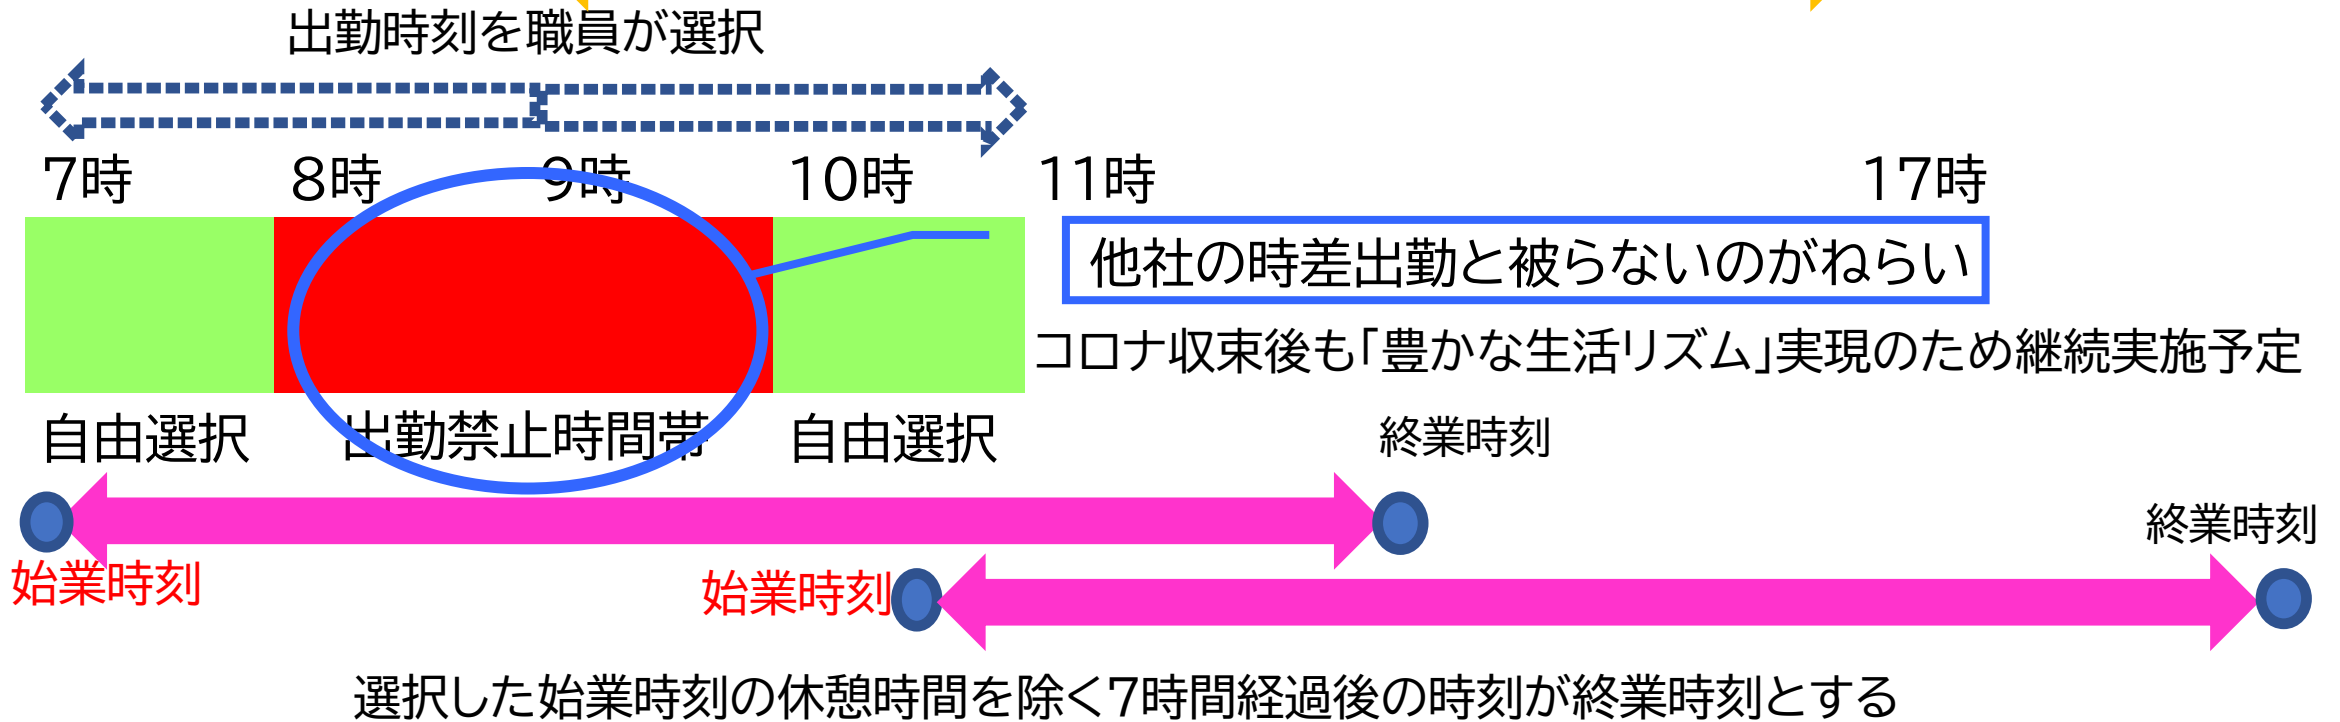 出勤時刻を職員が選択
7時 8時 9時 10時 11時 17時
他社の時差出勤と被らないのがねらい
コロナ収束後も「豊かな生活リズム」実現のため継続実施予定
自由選択 出勤禁止時間帯 自由選択
終業時刻
終業時刻
始業時刻
始業時刻
選択した始業時刻の休憩時間を除く7時間経過後の時刻が終業時刻とする